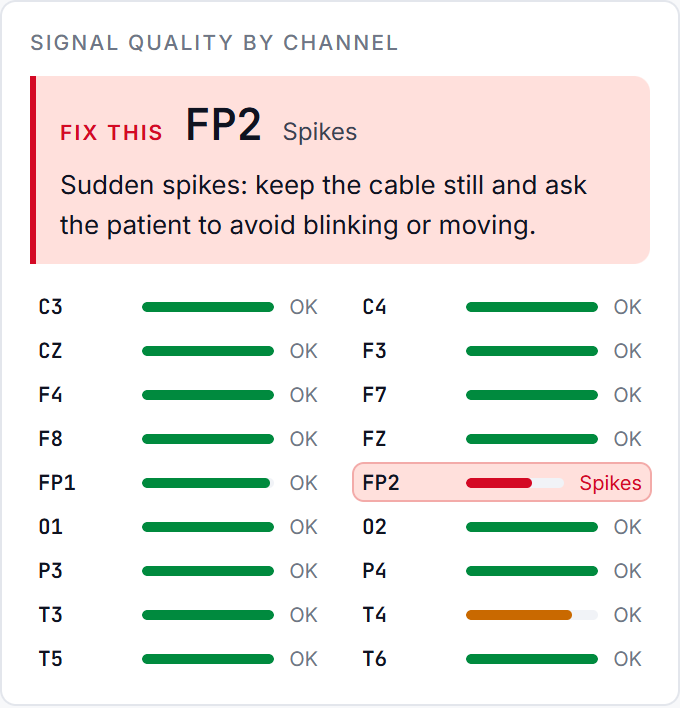 SIGNAL QUALITY BY CHANNEL
FIX THIS FP2 Spikes
Sudden spikes: keep the cable still and ask
the patient to avoid blinking or moving.
C3 OK C4 OK
CZ OK F3 OK
F4 OK F7 OK
F8 OK FZ OK
FP1 OK FP2 Spikes
O1 OK O2 OK
P3 OK P4 OK
T3 OK T4 OK
T5 OK T6 OK